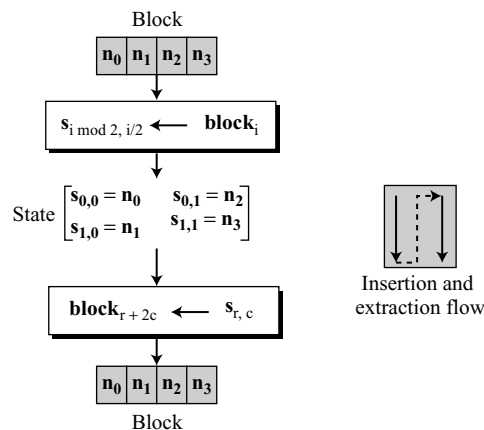 Block
n0 n1 n2 n3
s i mod 2, i/2 ← block i
State
s0,0 = n0 s0,1 = n2
s1,0 = n1 s1,1 = n3
Insertion and
extraction flow
block r + 2c ← s r, c
n0 n1 n2 n3
Block